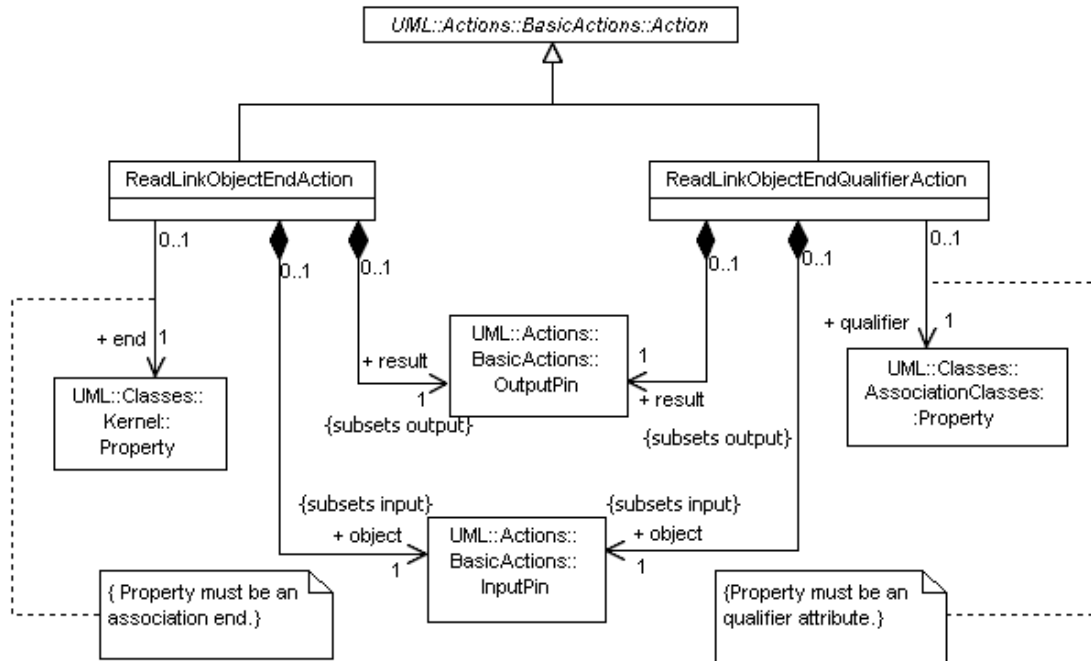 UML::Actions::BasicActions::Action
ReadLinkObjectEndAction
ReadLinkObjectEndQualifierAction
0..1
0..1
0..1
0..1
0..1
0..1
+ end
1
+ result
1
{subsets output}
UML::Actions::
BasicActions::
OutputPin
1
+ result
{subsets output}
+ qualifier
1
UML::Classes::
Kernel::
Property
UML::Classes::
AssociationClasses:
:Property
{subsets input}
+ object
1
UML::Actions::
BasicActions::
InputPin
{subsets input}
+ object
1
{ Property must be an
association end.}
{Property must be an
qualifier attribute.}